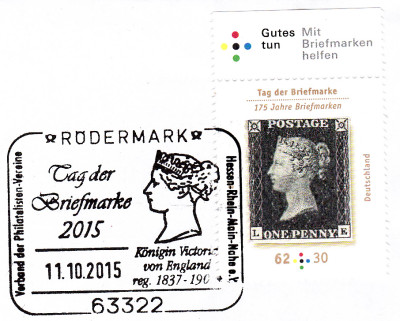 Gutes tun
Mit Briefmarken helfen
Tag der Briefmarke
175 Jahre Briefmarken
POSTAGE
L ONE PENNY K
Deutschland
62 30
RÖDERMARK
Verband der Philatelisten-Vereine
Hessen-Rhein-Main-Nahe e.V.
Tag der
Briefmarke
2015
11.10.2015
Königin Victoria
von England
reg. 1837-190
63322